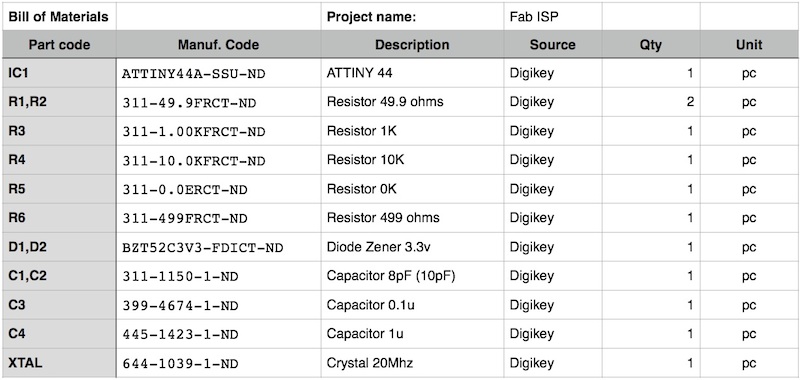 Bill of Materials Project name: Fab ISP
Part code Manuf. Code Description Source Qty Unit
IC1 ATTINY44A-SSU-ND ATTINY 44 Digikey 1 pc
R1,R2 311-49.9FRCT-ND Resistor 49.9 ohms Digikey 2 pc
R3 311-1.00KFRCT-ND Resistor 1K Digikey 1 pc
R4 311-10.0KFRCT-ND Resistor 10K Digikey 1 pc
R5 311-0.0ERCT-ND Resistor 0K Digikey 1 pc
R6 311-499FRCT-ND Resistor 499 ohms Digikey 1 pc
D1,D2 BZT52C3V3-FDICT-ND Diode Zener 3.3v Digikey 1 pc
C1,C2 311-1150-1-ND Capacitor 8pF (10pF) Digikey 1 pc
C3 399-4674-1-ND Capacitor 0.1u Digikey 1 pc
C4 445-1423-1-ND Capacitor 1u Digikey 1 pc
XTAL 644-1039-1-ND Crystal 20Mhz Digikey 1 pc